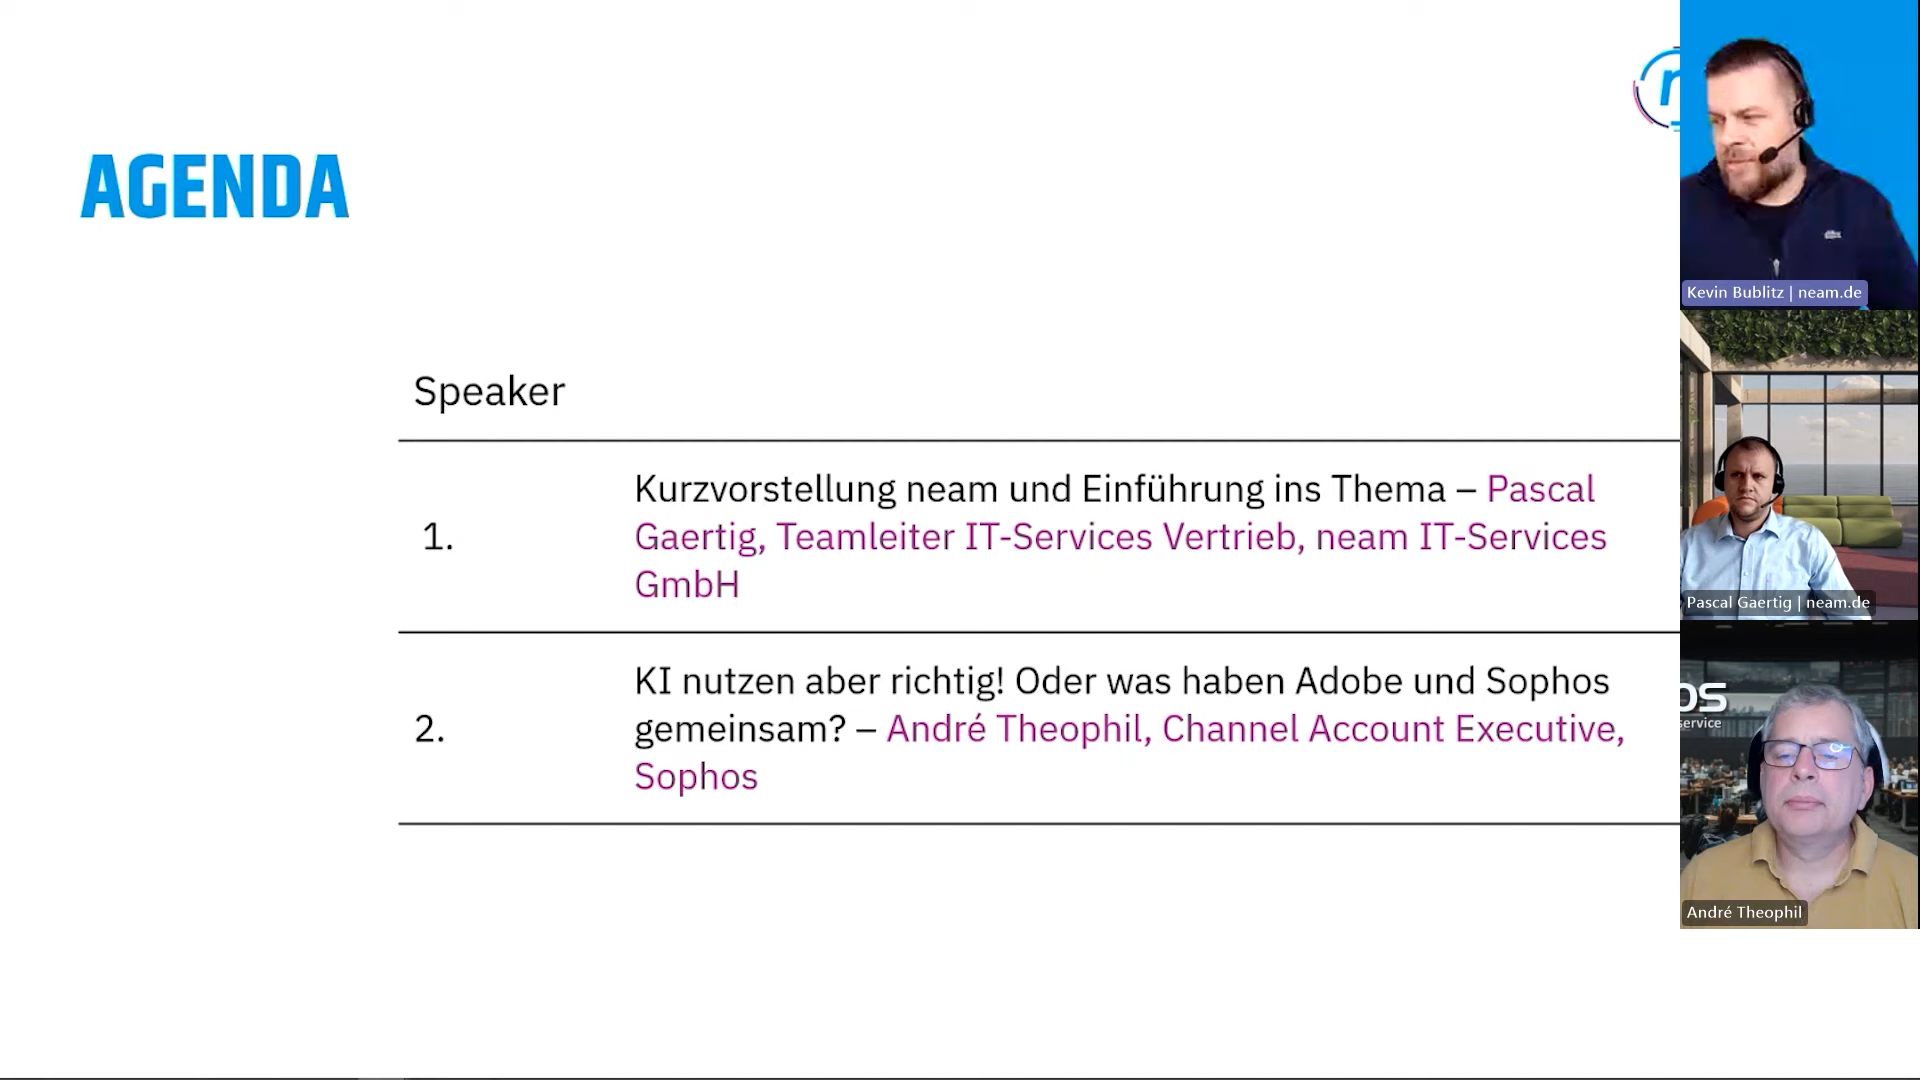 AGENDA
Speaker
1.
Kurzvorstellung neam und Einführung ins Thema – Pascal
Gaertig, Teamleiter IT-Services Vertrieb, neam IT-Services
GmbH
2.
KI nutzen aber richtig! Oder was haben Adobe und Sophos
gemeinsam? – André Theophil, Channel Account Executive,
Sophos
Kevin Bublitz | neam.de
Pascal Gaertig | neam.de
os
service
André Theophil